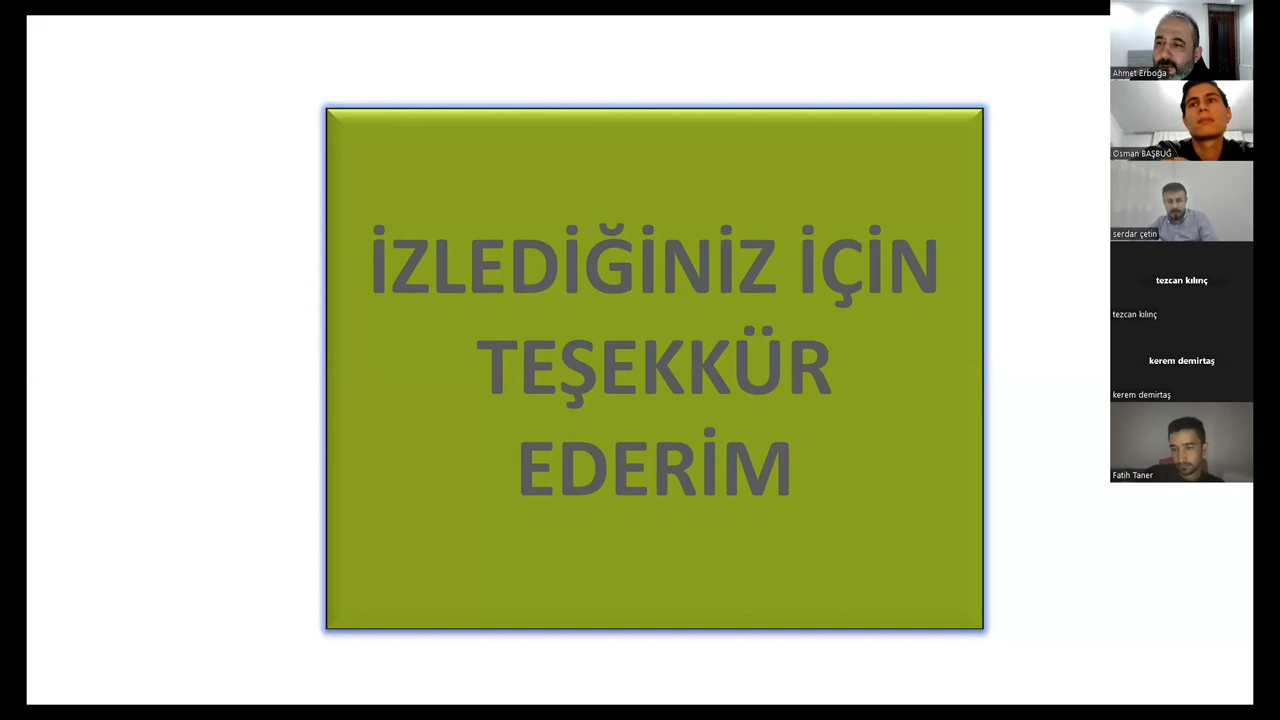 İZLEDİĞİNİZ İÇİN
TEŞEKKÜR
EDERİM
Ahmet Erboğa
Osman BAŞBUĞ
serdar çetin
tezcan kılınç
tezcan kılınç
kerem demirtaş
kerem demirtaş
Fatih Taner